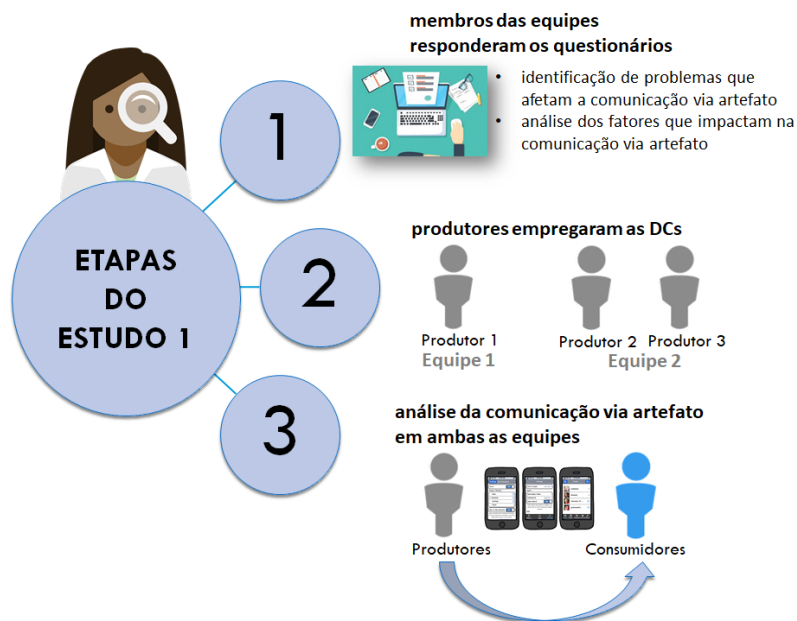 ETAPAS
DO
ESTUDO 1
1
membros das equipes
responderam os questionários
• identificação de problemas que
afetam a comunicação via artefato
• análise dos fatores que impactam na
comunicação via artefato
2
produtores empregaram as DCs
Produtor 1
Equipe 1
Produtor 2 Produtor 3
Equipe 2
3
análise da comunicação via artefato
em ambas as equipes
Produtores
Consumidores